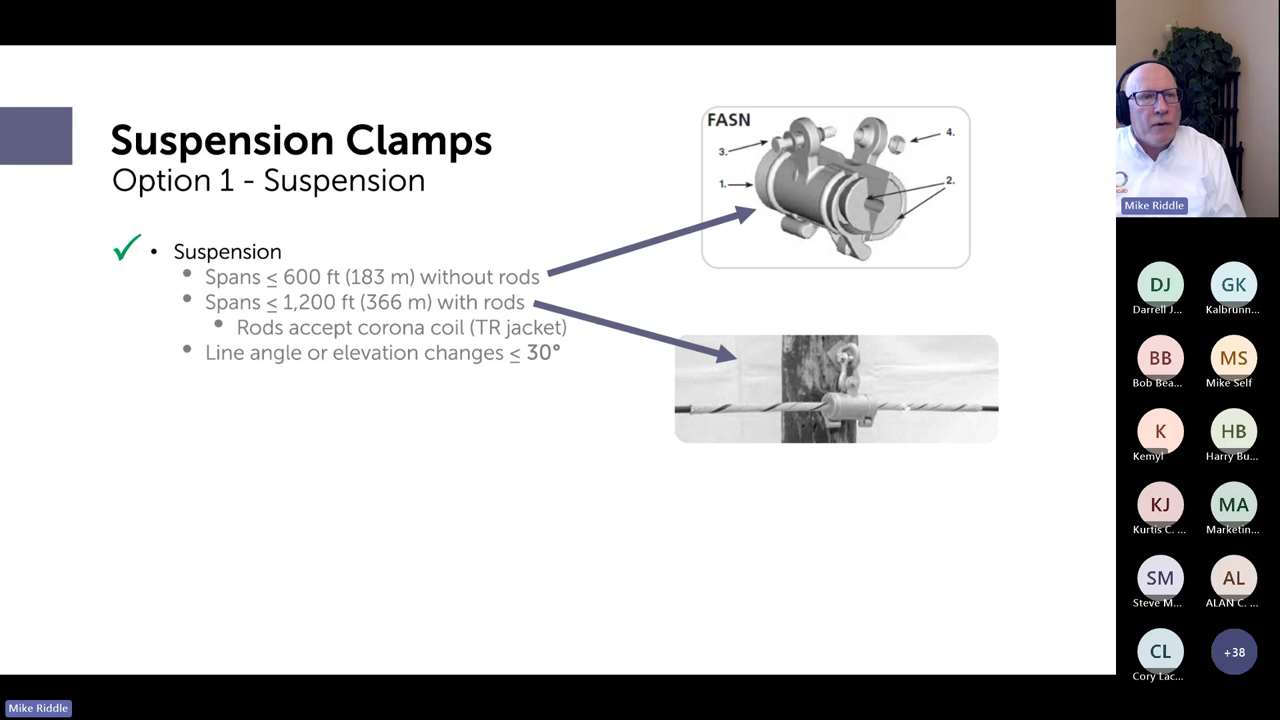 Suspension Clamps
Option 1 - Suspension
• Suspension
• Spans ≤ 600 ft (183 m) without rods
• Spans ≤ 1,200 ft (366 m) with rods
• Rods accept corona coil (TR jacket)
• Line angle or elevation changes ≤ 30°
FASN
3.
4.
1.
2.
Mike Riddle
DJ
GK
Darrell J...
Kalbrunn...
BB
MS
Bob Bea...
Mike Self
K
HB
Kemyl
Harry Bu...
KJ
MA
Kurtis C. ...
Marketin...
SM
AL
Steve M...
ALAN C. ...
CL
+38
Cory Lac...
Mike Riddle